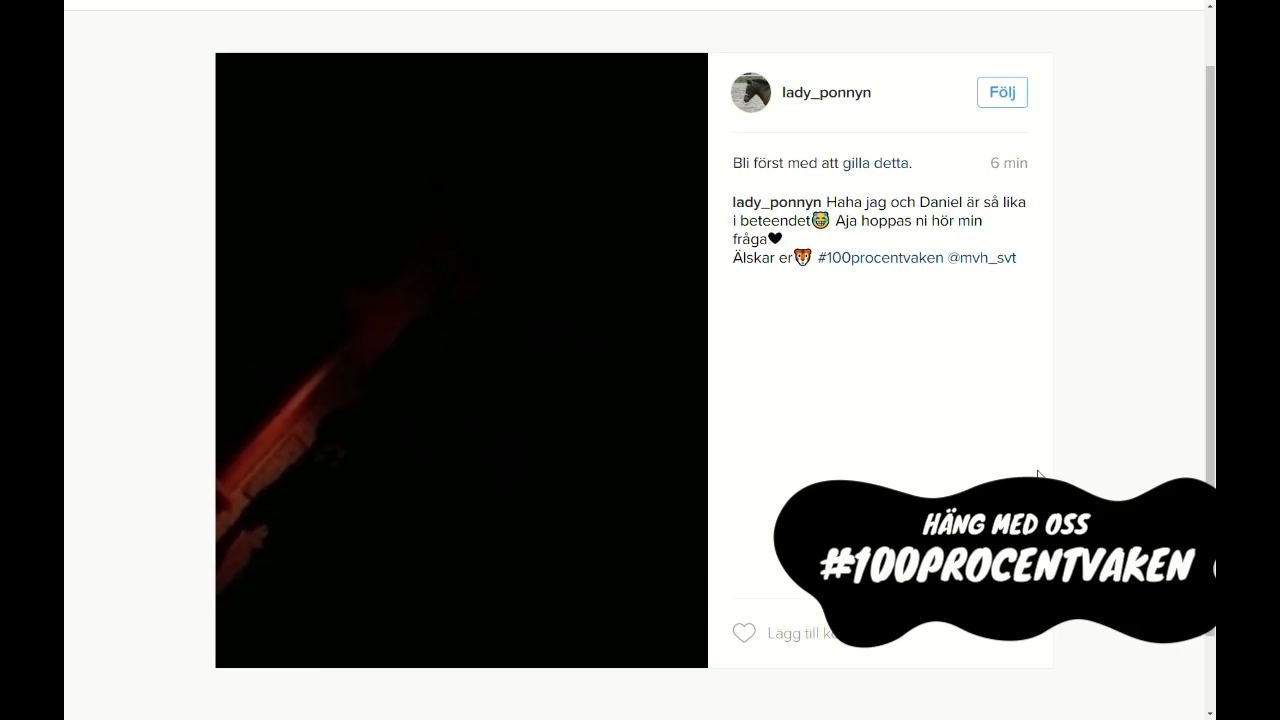 lady_ponnyn
Följ
Bli först med att gilla detta.
6 min
lady_ponnyn Haha jag och Daniel är så lika
i beteendet😹 Aja hoppas ni hör min
fråga🖤
Älskar er🐯 #100procentvaken @mvh_svt
HÄNG MED OSS
#100PROCENTVAKEN
Lägg till